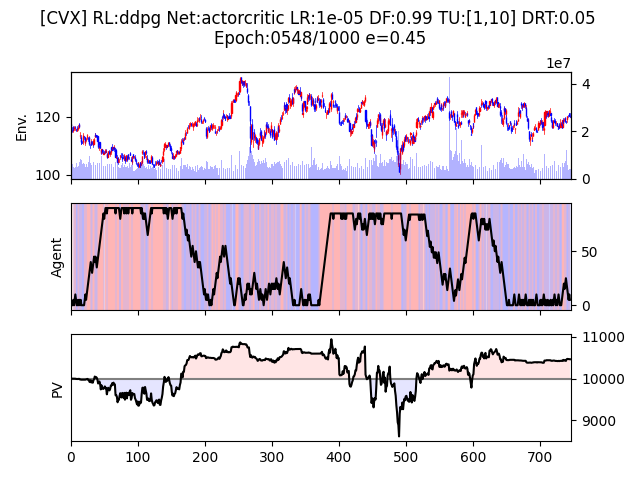 [CVX] RL:ddpg Net:actorcritic LR:1e-05 DF:0.99 TU:[1,10] DRT:0.05
Epoch:0548/1000 e=0.45
1e7
Env.
120
100
4
2
0
Agent
50
0
PV
11000
10000
9000
0 100 200 300 400 500 600 700